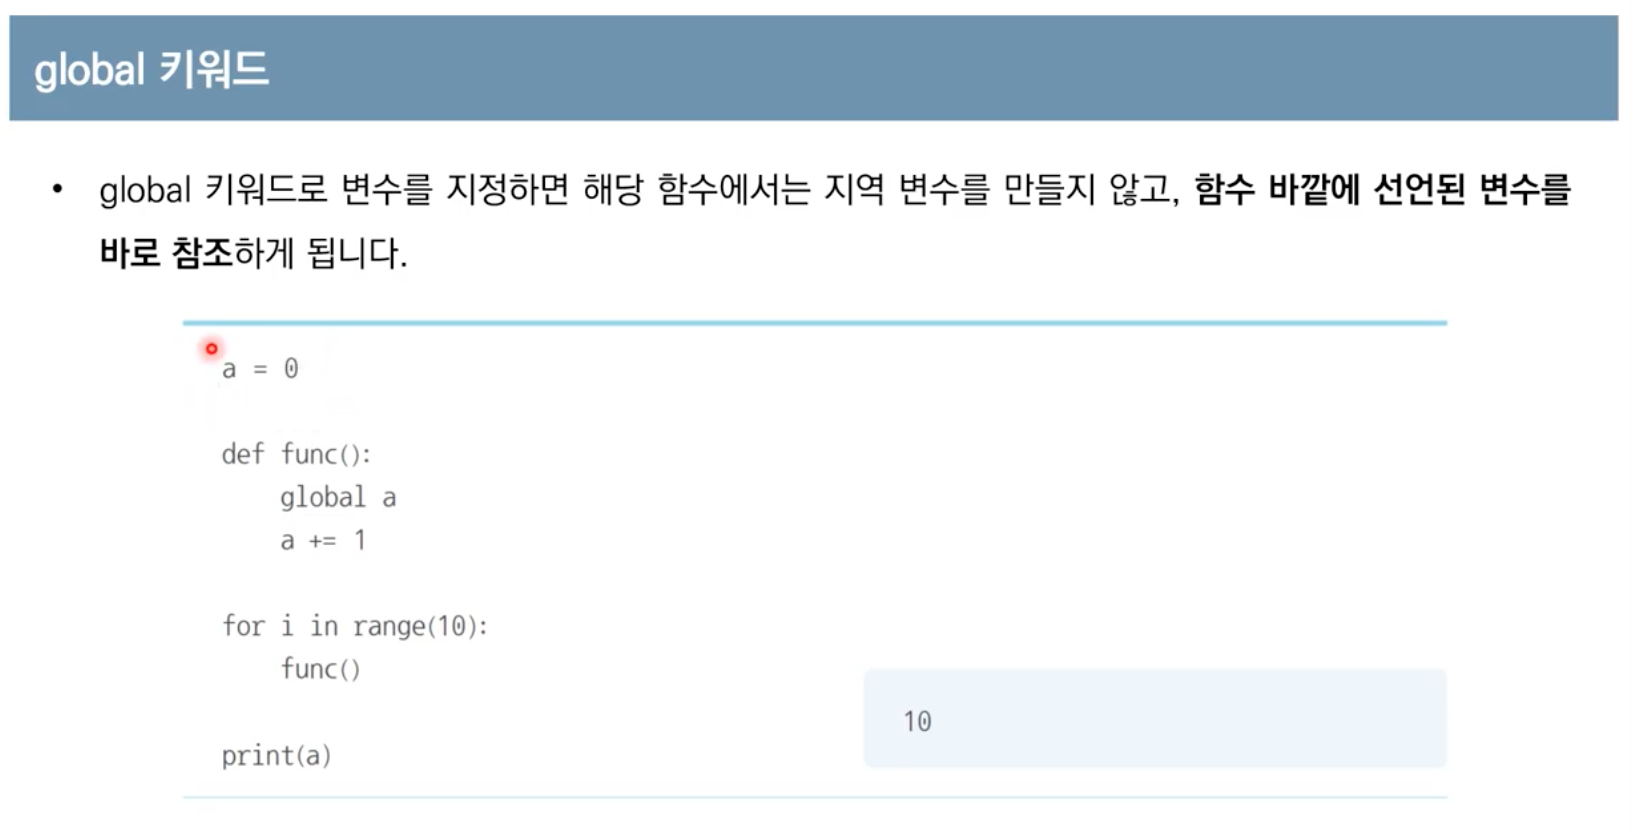 global 키워드
• global 키워드로 변수를 지정하면 해당 함수에서는 지역 변수를 만들지 않고, 함수 바깥에 선언된 변수를
바로 참조하게 됩니다.
a = 0
def func():
    global a
    a += 1
for i in range(10):
    func()
print(a)
10